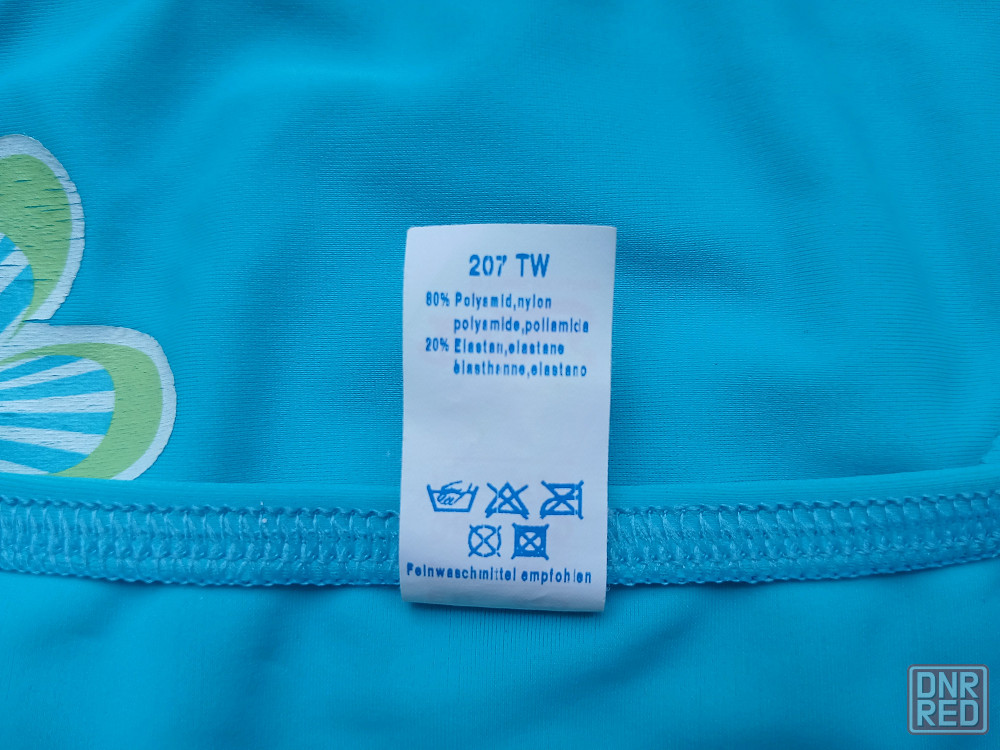 207 TW
80% Polyamid,nylon
polyamide,poliamida
20% Elastan,elastane
élasthanne,elastano
Feinwaschmittel empfohlen
DNR
RED